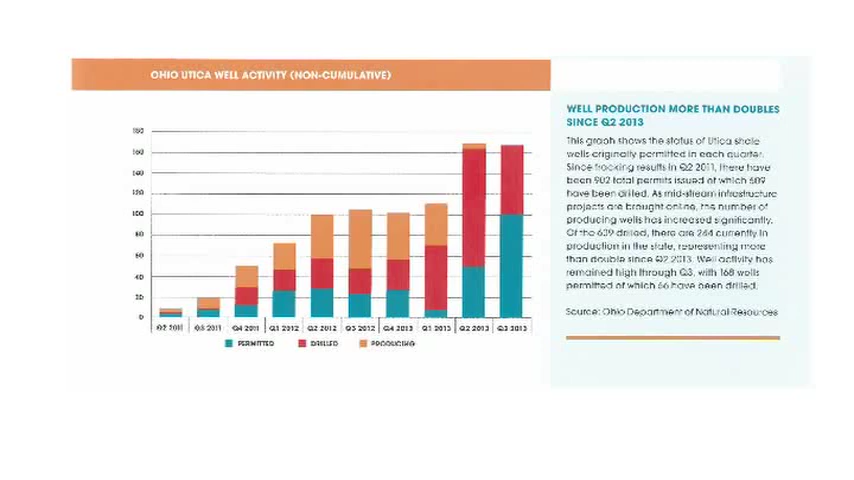 OHIO UTICA WELL ACTIVITY (NON-CUMULATIVE)
180
160
140
120
100
80
60
40
20
0
Q2 2011 Q3 2011 Q4 2011 Q1 2012 Q2 2012 Q3 2012 Q4 2013 Q1 2013 Q2 2013 Q3 2013
PERMITTED DRILLED PRODUCING
WELL PRODUCTION MORE THAN DOUBLES
SINCE Q2 2013
This graph shows the status of Utica shale
wells originally permitted in each quarter.
Since tracking results in Q2 2011, there have
been 902 total permits issued of which 609
have been drilled. As mid-stream infrastructure
projects are brought online, the number of
producing wells has increased significantly.
Of the 609 drilled, there are 244 currently in
production in the state, representing more
than double since Q2 2013. Well activity has
remained high through Q3, with 168 wells
permitted of which 66 have been drilled.
Source: Ohio Department of Natural Resources